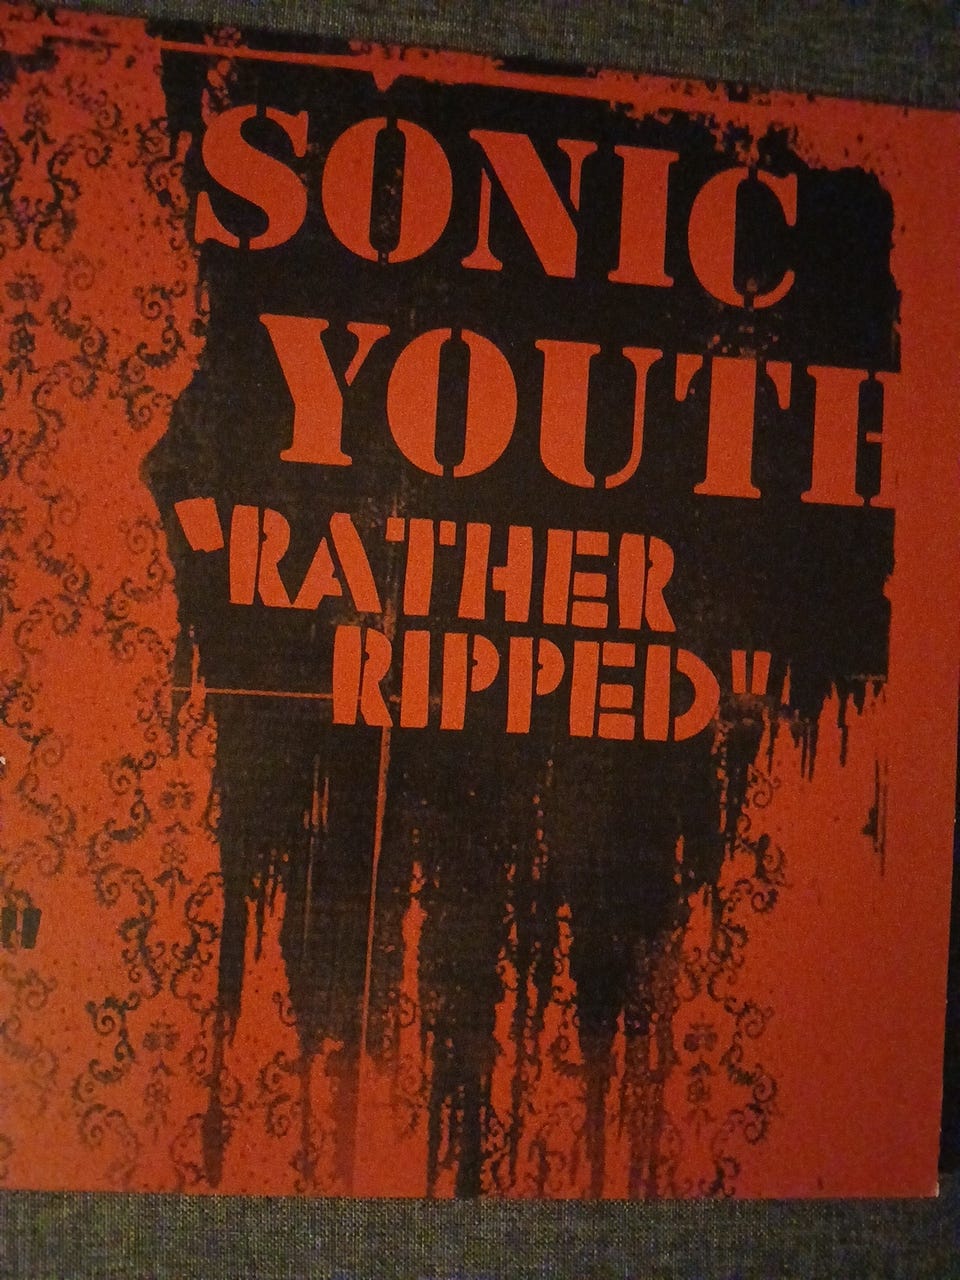 SONIC
YOUTH
"RATHER
RIPPED"
"